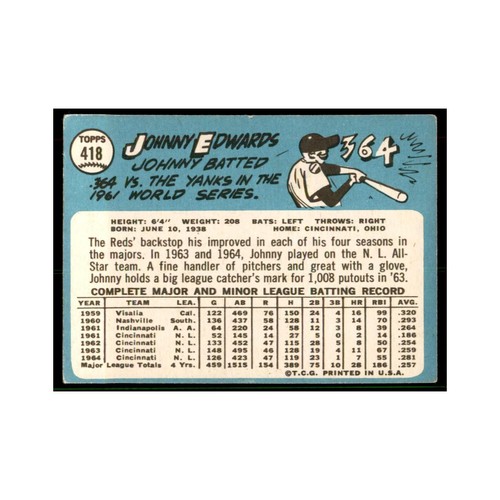 TOPPS
418
JOHNNY EDWARDS
JOHNNY BATTED
.364 VS. THE YANKS IN THE
1961 WORLD SERIES.
364
HEIGHT: 6'4" WEIGHT: 208 BATS: LEFT THROWS: RIGHT
BORN: JUNE 10, 1938 HOME: CINCINNATI, OHIO
The Reds' backstop his improved in each of his four seasons
in the majors. In 1963 and 1964, Johnny played on the N. L. All-
Star team. A fine handler of pitchers and great with a glove,
Johnny holds a big league catcher's mark for 1,008 putouts in '63.
COMPLETE MAJOR AND MINOR LEAGUE BATTING RECORD
YEAR TEAM LEA. G AB R H 2B 3B HR RBI AVG.
1959 Visalia Cal. 122 469 76 150 24 4 16 99 .320
1960 Nashville South. 136 497 58 144 28 4 14 76 .290
1961 Indianapolis A. A. 64 220 24 58 12 3 8 39 .264
1961 Cincinnati N. L. 52 145 14 27 5 0 2 14 .186
1962 Cincinnati N. L. 133 452 47 115 28 5 8 50 .254
1963 Cincinnati N. L. 148 495 46 128 19 4 11 67 .259
1964 Cincinnati N. L. 126 423 47 119 23 1 7 55 .281
Major League Totals 4 Yrs. 459 1515 154 389 75 10 28 186 .257
©T.C.G. PRINTED IN U.S.A.